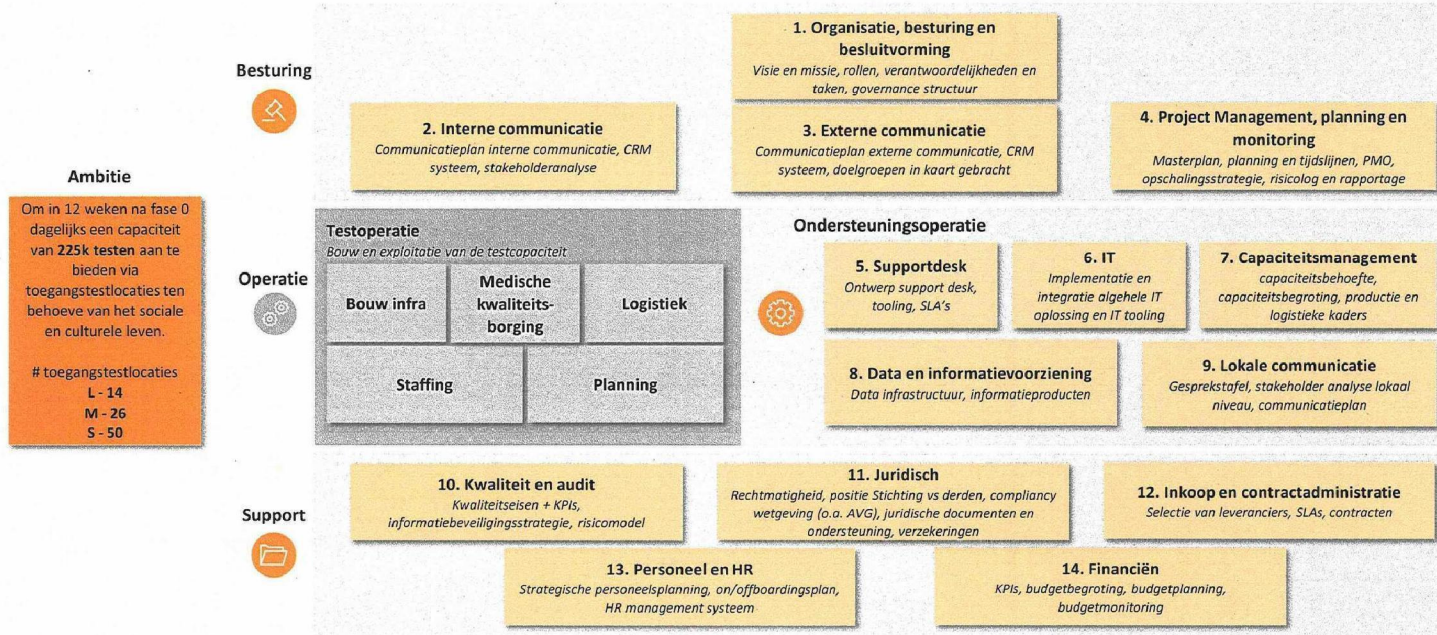 Ambitie
Om in 12 weken na fase 0
dagelijks een capaciteit
van 225k testen aan te
bieden via
toegangstestlocaties ten
behoeve van het sociale
en culturele leven.
# toegangstestlocaties
L - 14
M - 26
S - 50
Besturing
1. Organisatie, besturing en
besluitvorming
Visie en missie, rollen, verantwoordelijkheden en
taken, governance structuur
2. Interne communicatie
Communicatieplan interne communicatie, CRM
systeem, stakeholderanalyse
3. Externe communicatie
Communicatieplan externe communicatie, CRM
systeem, doelgroepen in kaart gebracht
4. Project Management, planning en
monitoring
Masterplan, planning en tijdslijnen, PMO,
opschalingsstrategie, risicolog en rapportage
Operatie
Testoperatie
Bouw en exploitatie van de testcapaciteit
Bouw infra
Medische
kwaliteits-
borging
Logistiek
Staffing
Planning
Ondersteuningsoperatie
5. Supportdesk
Ontwerp support desk,
tooling, SLA's
6. IT
Implementatie en
integratie algehele IT
oplossing en IT tooling
7. Capaciteitsmanagement
capaciteitsbehoefte,
capaciteitsbegroting, productie en
logistieke kaders
8. Data en informatievoorziening
Data infrastructuur, informatieproducten
9. Lokale communicatie
Gesprekstafel, stakeholder analyse lokaal
niveau, communicatieplan
Support
10. Kwaliteit en audit
Kwaliteitseisen + KPIs,
informatiebeveiligingsstrategie, risicomodel
11. Juridisch
Rechtmatigheid, positie Stichting vs derden, compliancy
wetgeving (o.a. AVG), juridische documenten en
ondersteuning, verzekeringen
12. Inkoop en contractadministratie
Selectie van leveranciers, SLAs, contracten
13. Personeel en HR
Strategische personeelsplanning, on/offboardingsplan,
HR management systeem
14. Financiën
KPIs, budgetbegroting, budgetplanning,
budgetmonitoring